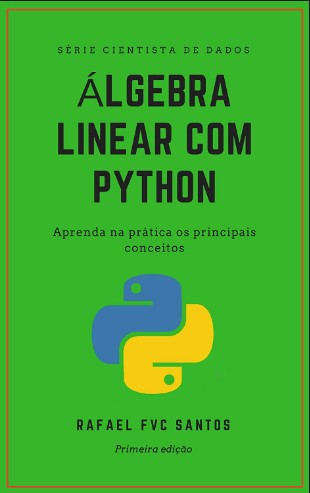 SÉRIE CIENTISTA DE DADOS
ÁLGEBRA
LINEAR COM
PYTHON
Aprenda na prática os principais
conceitos
RAFAEL FVC SANTOS
Primeira edição